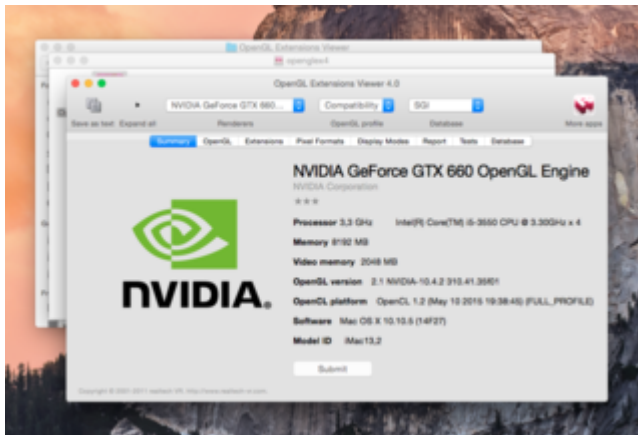 OpenGL Extensions Viewer
openglex4
OpenGL Extensions Viewer 4.0
NVIDIA GeForce GTX 660... Compatibility SGI
Save as text Expand all Renderers OpenGL profile Database More apps
Summary OpenGL Extensions Pixel Formats Display Modes Report Tests Database
NVIDIA GeForce GTX 660 OpenGL Engine
NVIDIA Corporation
★★★
Processor 3,3 GHz Intel(R) Core(TM) i5-3550 CPU @ 3.30GHz x 4
Memory 8192 MB
Video memory 2048 MB
OpenGL version 2.1 NVIDIA-10.4.2 310.41.35f01
OpenCL platform OpenCL 1.2 (May 10 2015 19:38:45) (FULL_PROFILE)
Software Mac OS X 10.10.5 (14F27)
Model ID iMac13,2
nVIDIA.
Submit